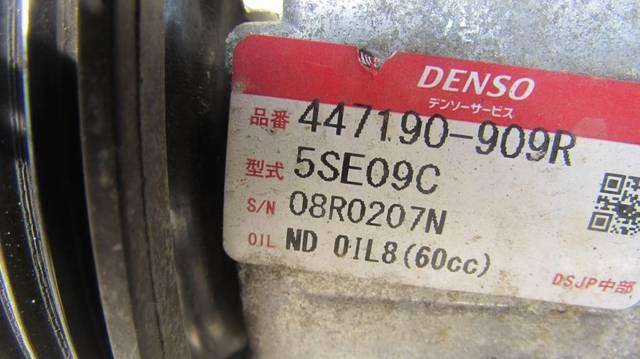 DENSO
デンソーサービス
品番 447190-909R
型式 5SE09C
S/N 08R0207N
OIL ND OIL8(60cc)
DSJP中部